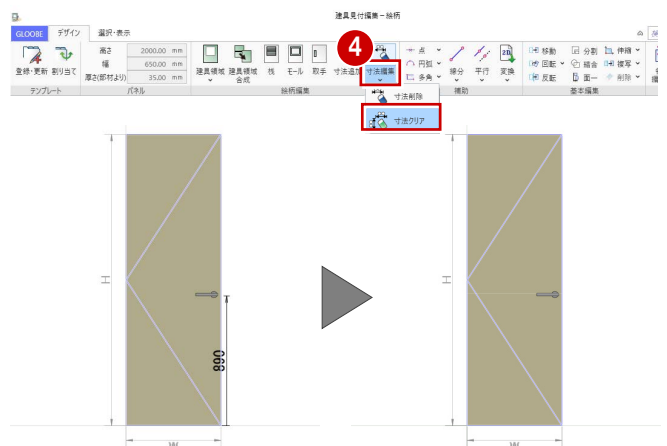 建具見付編集－絵柄
GLOOBE デザイン 選択・表示
登録・更新 割り当て
テンプレート
高さ 2000.00 mm
幅 650.00 mm
厚さ(部材より) 35.00 mm
パネル
建具領域 建具領域合成 桟 モール 取手 寸法追加 寸法編集
絵柄編集
4
寸法削除
寸法クリア
点
円弧
多角
線分 平行 変換
補助
移動 分割 伸縮
回転 結合 複写
反転 面一 削除
基本編集
H
890
W
H
W